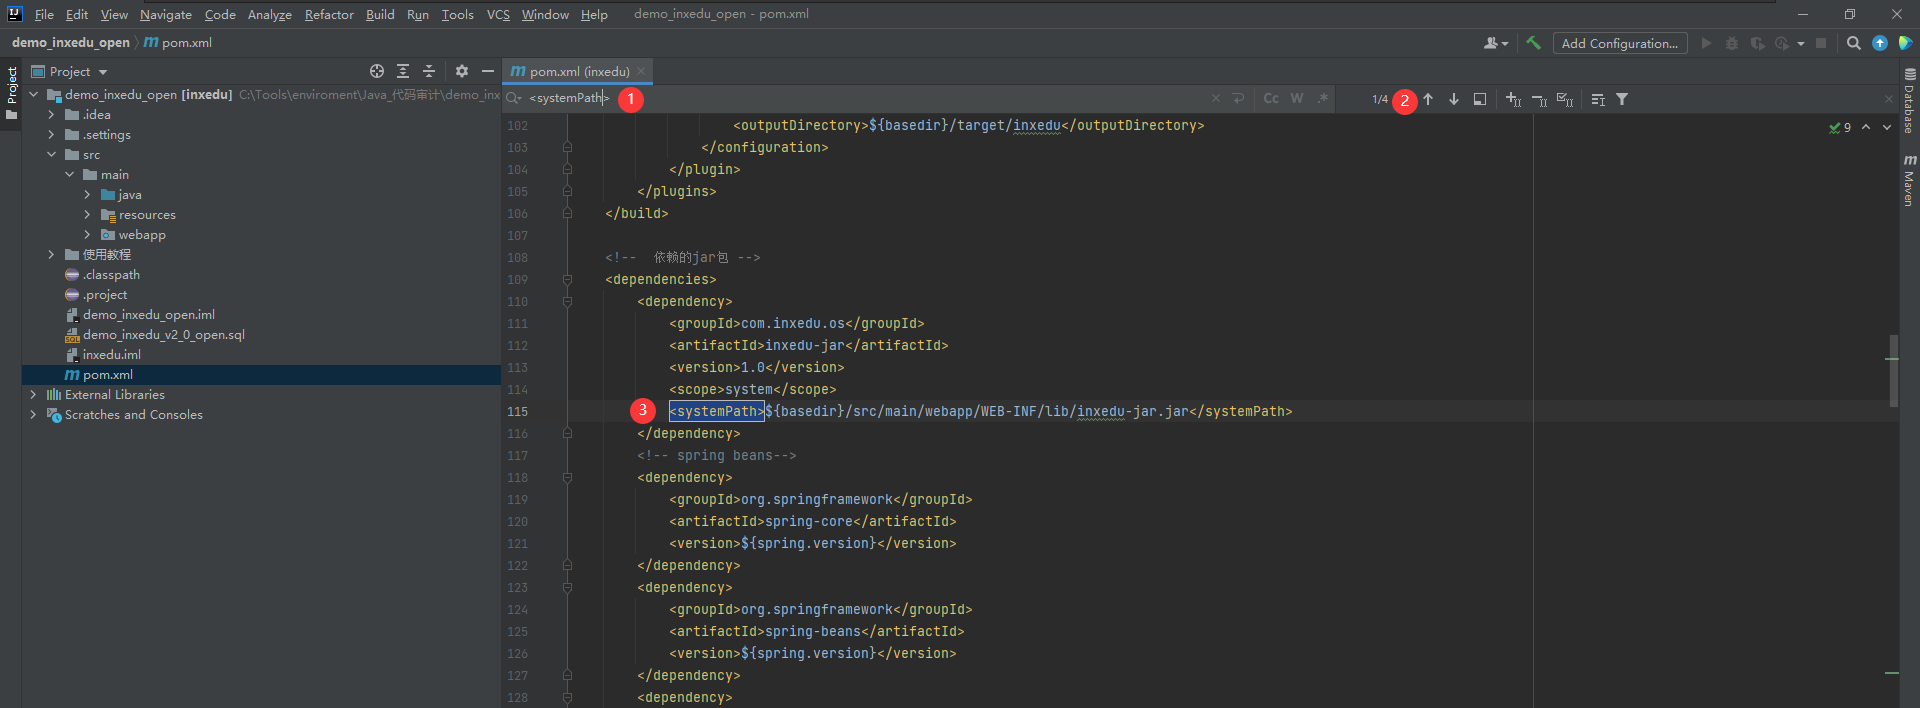 File Edit View Navigate Code Analyze Refactor Build Run Tools VCS Window Help demo_inxedu_open - pom.xml
demo_inxedu_open m pom.xml Add Configuration...
Project
Project
demo_inxedu_open [inxedu] C:\Tools\enviroment\Java_代码审计\demo_inx
.idea
.settings
src
main
java
resources
webapp
使用教程
.classpath
.project
demo_inxedu_open.iml
demo_inxedu_v2_0_open.sql
inxedu.iml
m pom.xml
External Libraries
Scratches and Consoles
m pom.xml (inxedu)
<systemPath> 1 Cc W .* 1/4 2
9
102 <outputDirectory>${basedir}/target/inxedu</outputDirectory>
103 </configuration>
104 </plugin>
105 </plugins>
106 </build>
107
108 <!--  依赖的jar包 -->
109 <dependencies>
110 <dependency>
111 <groupId>com.inxedu.os</groupId>
112 <artifactId>inxedu-jar</artifactId>
113 <version>1.0</version>
114 <scope>system</scope>
115 3 <systemPath>${basedir}/src/main/webapp/WEB-INF/lib/inxedu-jar.jar</systemPath>
116 </dependency>
117 <!-- spring beans-->
118 <dependency>
119 <groupId>org.springframework</groupId>
120 <artifactId>spring-core</artifactId>
121 <version>${spring.version}</version>
122 </dependency>
123 <dependency>
124 <groupId>org.springframework</groupId>
125 <artifactId>spring-beans</artifactId>
126 <version>${spring.version}</version>
127 </dependency>
128 <dependency>
Database
m Maven